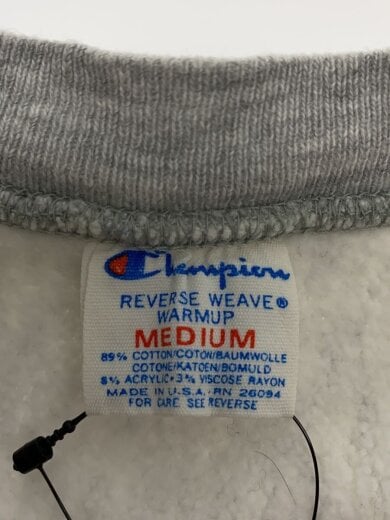 Champion
REVERSE WEAVE®
WARMUP
MEDIUM
89% COTTON/COTON/BAUMWOLLE
COTONE/KATOEN/BOMULD
8% ACRYLIC•3% VISCOSE RAYON
MADE IN U.S.A. RN 26094
FOR CARE SEE REVERSE